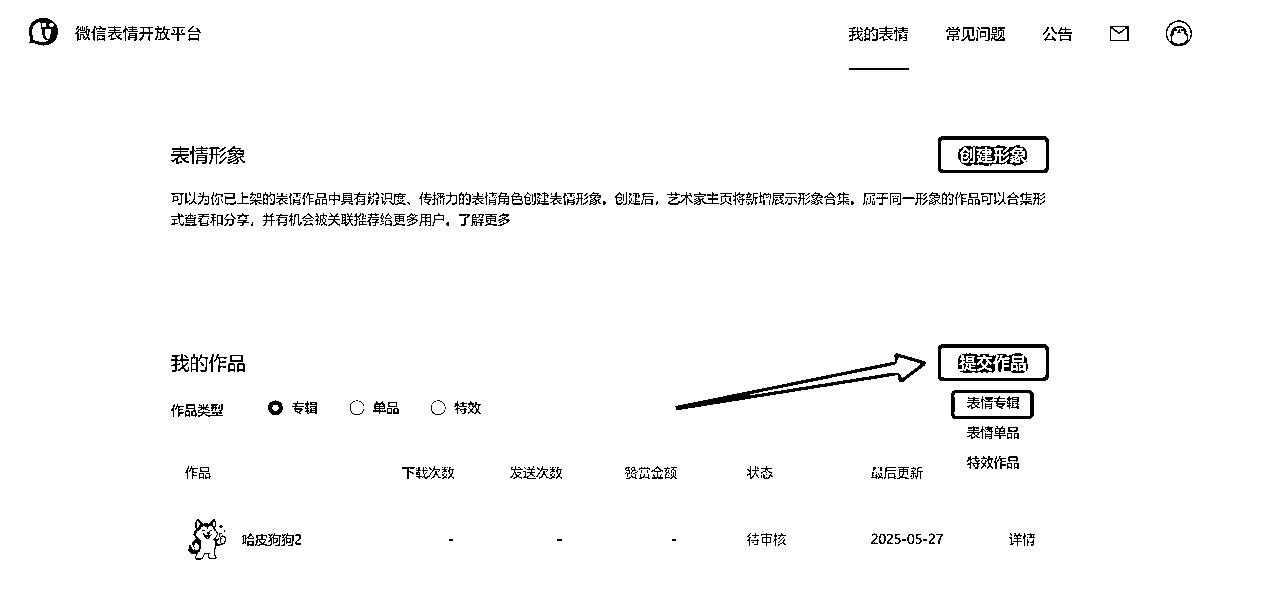 微信表情开放平台
我的表情 常见问题 公告
表情形象 创建形象
可以为你已上架的表情作品中具有辨识度、传播力的表情角色创建表情形象。创建后，艺术家主页将新增展示形象合集。属于同一形象的作品可以合集形
式查看和分享，并有机会被关联推荐给更多用户。了解更多
我的作品 提交作品
作品类型 专辑 单品 特效 表情专辑
表情单品
特效作品
作品 下载次数 发送次数 赞赏金额 状态 最后更新
哈皮狗狗2 - - - 待审核 2025-05-27 详情